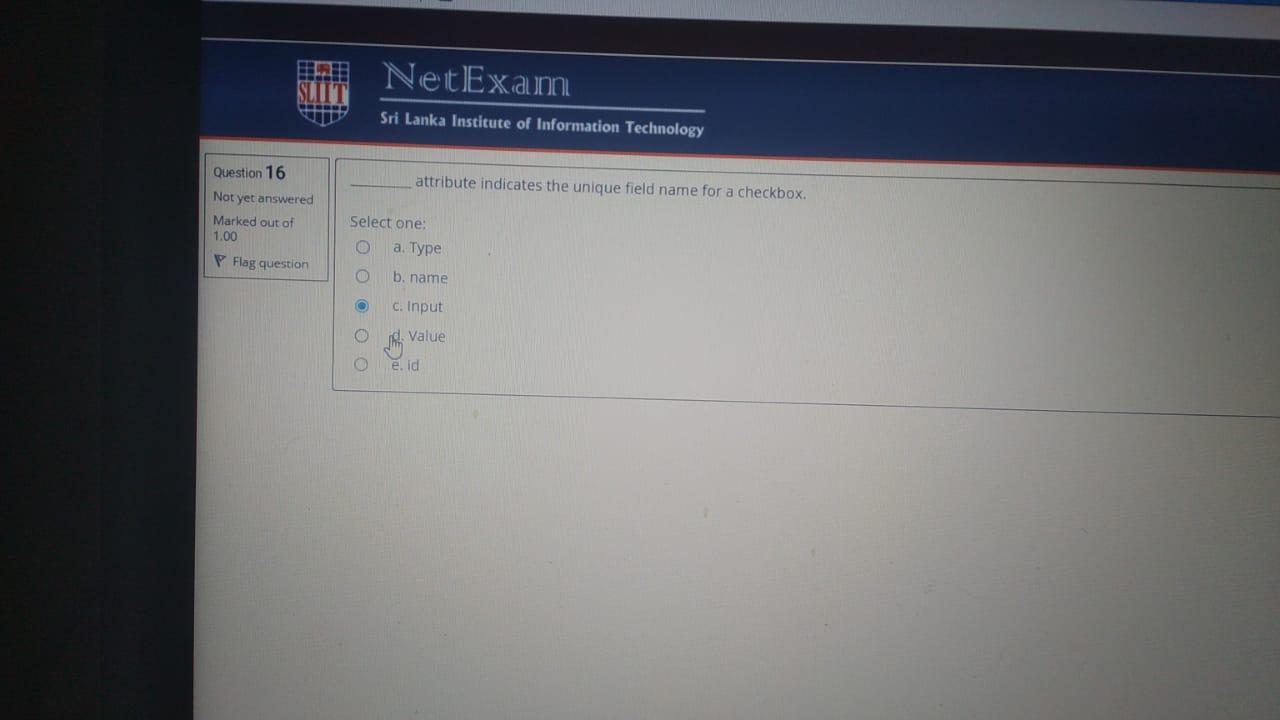 SLIIT
NetExam
Sri Lanka Institute of Information Technology
Question 16
Not yet answered
Marked out of
1.00
Flag question
______ attribute indicates the unique field name for a checkbox.
Select one:
a. Type
b. name
c. Input
d. Value
e. id